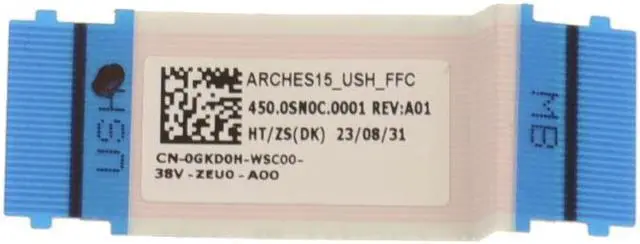 ARCHES15_USH_FFC
450.0SN0C.0001 REV:A01
HT/ZS(DK) 23/08/31
CN-0GKD0H-WSC00-
38V-ZEU0-A00
USH
MB